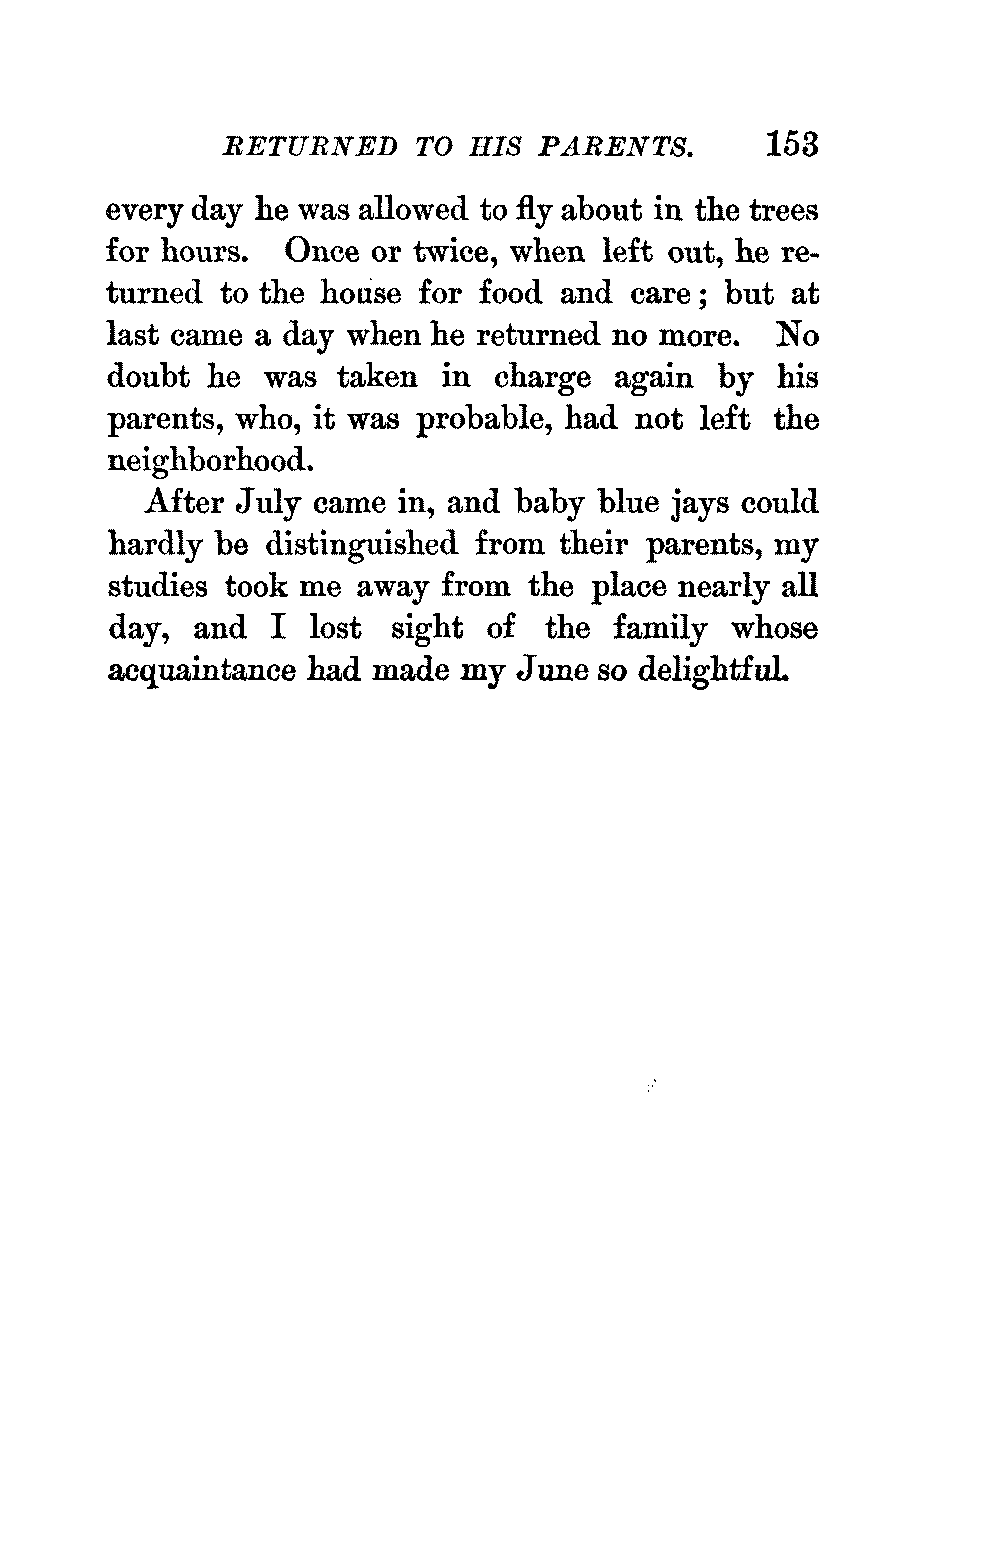 RETURNED TO HIS PARENTS. 153
every day he was allowed to fly about in the trees
for hours. Once or twice, when left out, he re-
turned to the house for food and care; but at
last came a day when he returned no more. No
doubt he was taken in charge again by his
parents, who, it was probable, had not left the
neighborhood.
After July came in, and baby blue jays could
hardly be distinguished from their parents, my
studies took me away from the place nearly all
day, and I lost sight of the family whose
acquaintance had made my June so delightful.